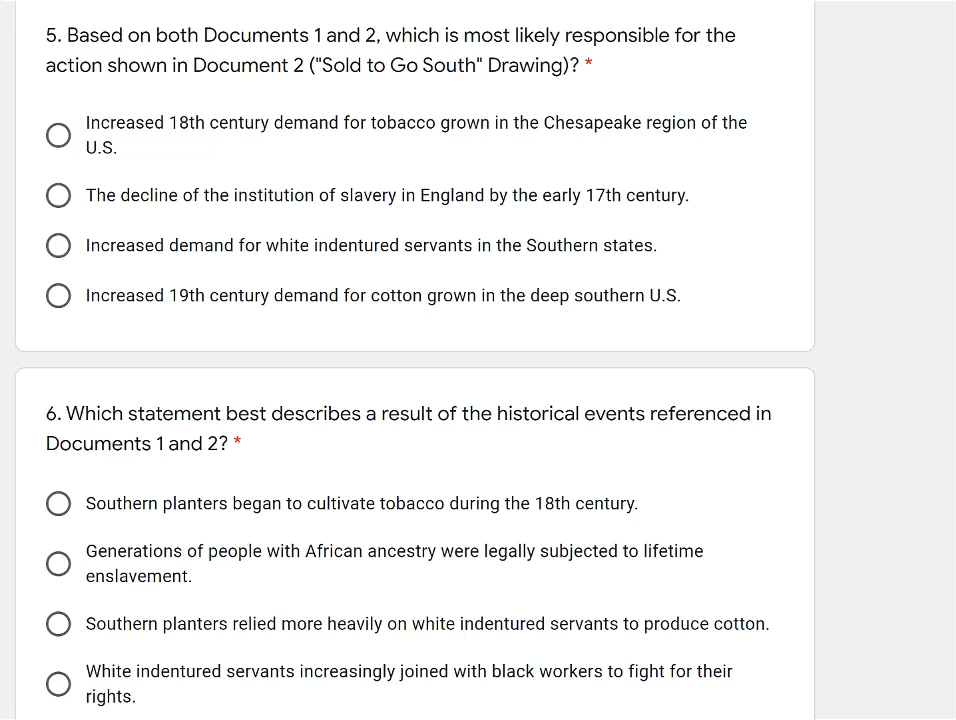 5. Based on both Documents 1 and 2, which is most likely responsible for the
action shown in Document 2 ("Sold to Go South" Drawing)? *
Increased 18th century demand for tobacco grown in the Chesapeake region of the
U.S.
The decline of the institution of slavery in England by the early 17th century.
Increased demand for white indentured servants in the Southern states.
Increased 19th century demand for cotton grown in the deep southern U.S.
6. Which statement best describes a result of the historical events referenced in
Documents 1 and 2? *
Southern planters began to cultivate tobacco during the 18th century.
Generations of people with African ancestry were legally subjected to lifetime
enslavement.
Southern planters relied more heavily on white indentured servants to produce cotton.
White indentured servants increasingly joined with black workers to fight for their
rights.